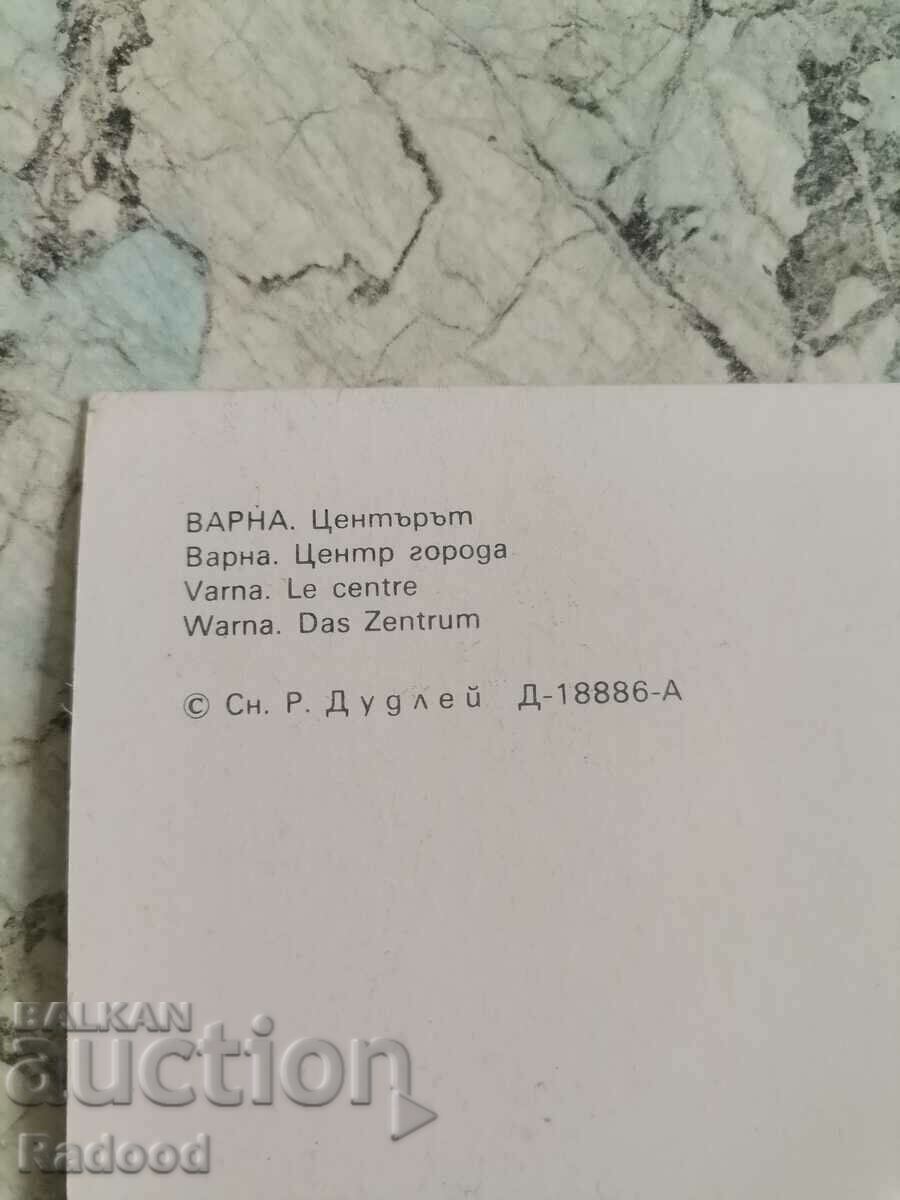 ВАРНА. Центърът
Варна. Центр города
Varna. Le centre
Warna. Das Zentrum
© Сн. Р. Дудлей Д-18886-А
BALKAN
auction
Radood